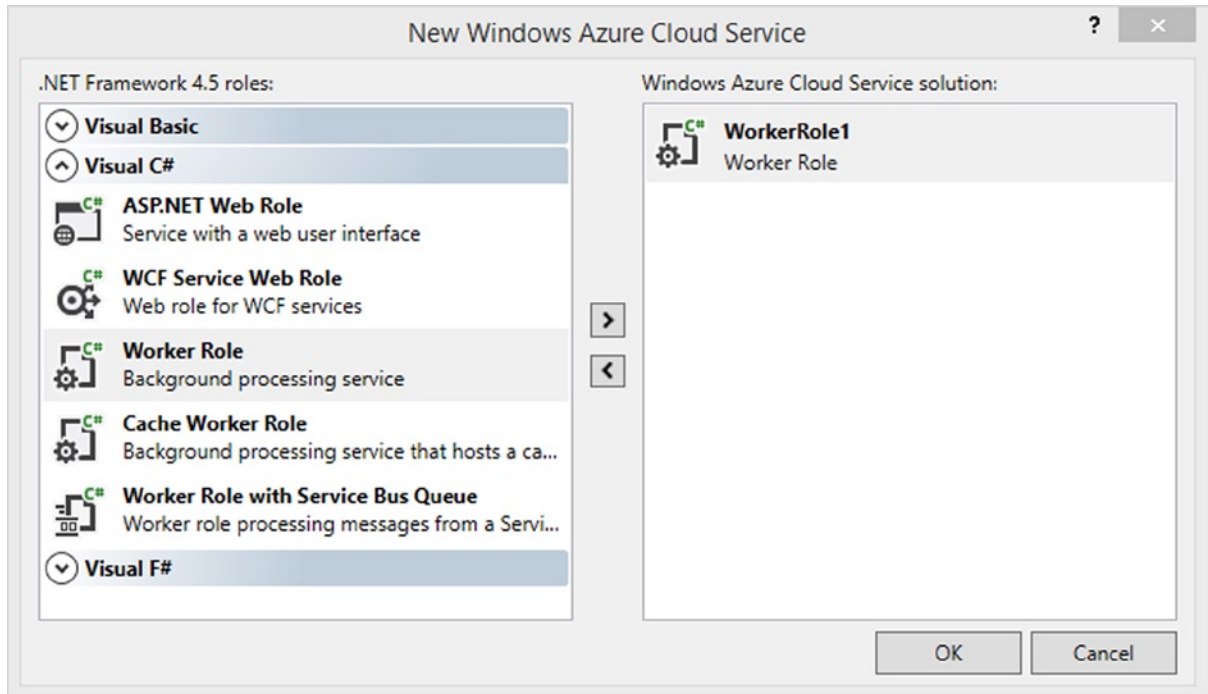 New Windows Azure Cloud Service
?
.NET Framework 4.5 roles:
Visual Basic
Visual C#
C#
ASP.NET Web Role
Service with a web user interface
C#
WCF Service Web Role
Web role for WCF services
C#
Worker Role
Background processing service
C#
Cache Worker Role
Background processing service that hosts a ca...
C#
Worker Role with Service Bus Queue
Worker role processing messages from a Servi...
Visual F#
Windows Azure Cloud Service solution:
C#
WorkerRole1
Worker Role
OK
Cancel